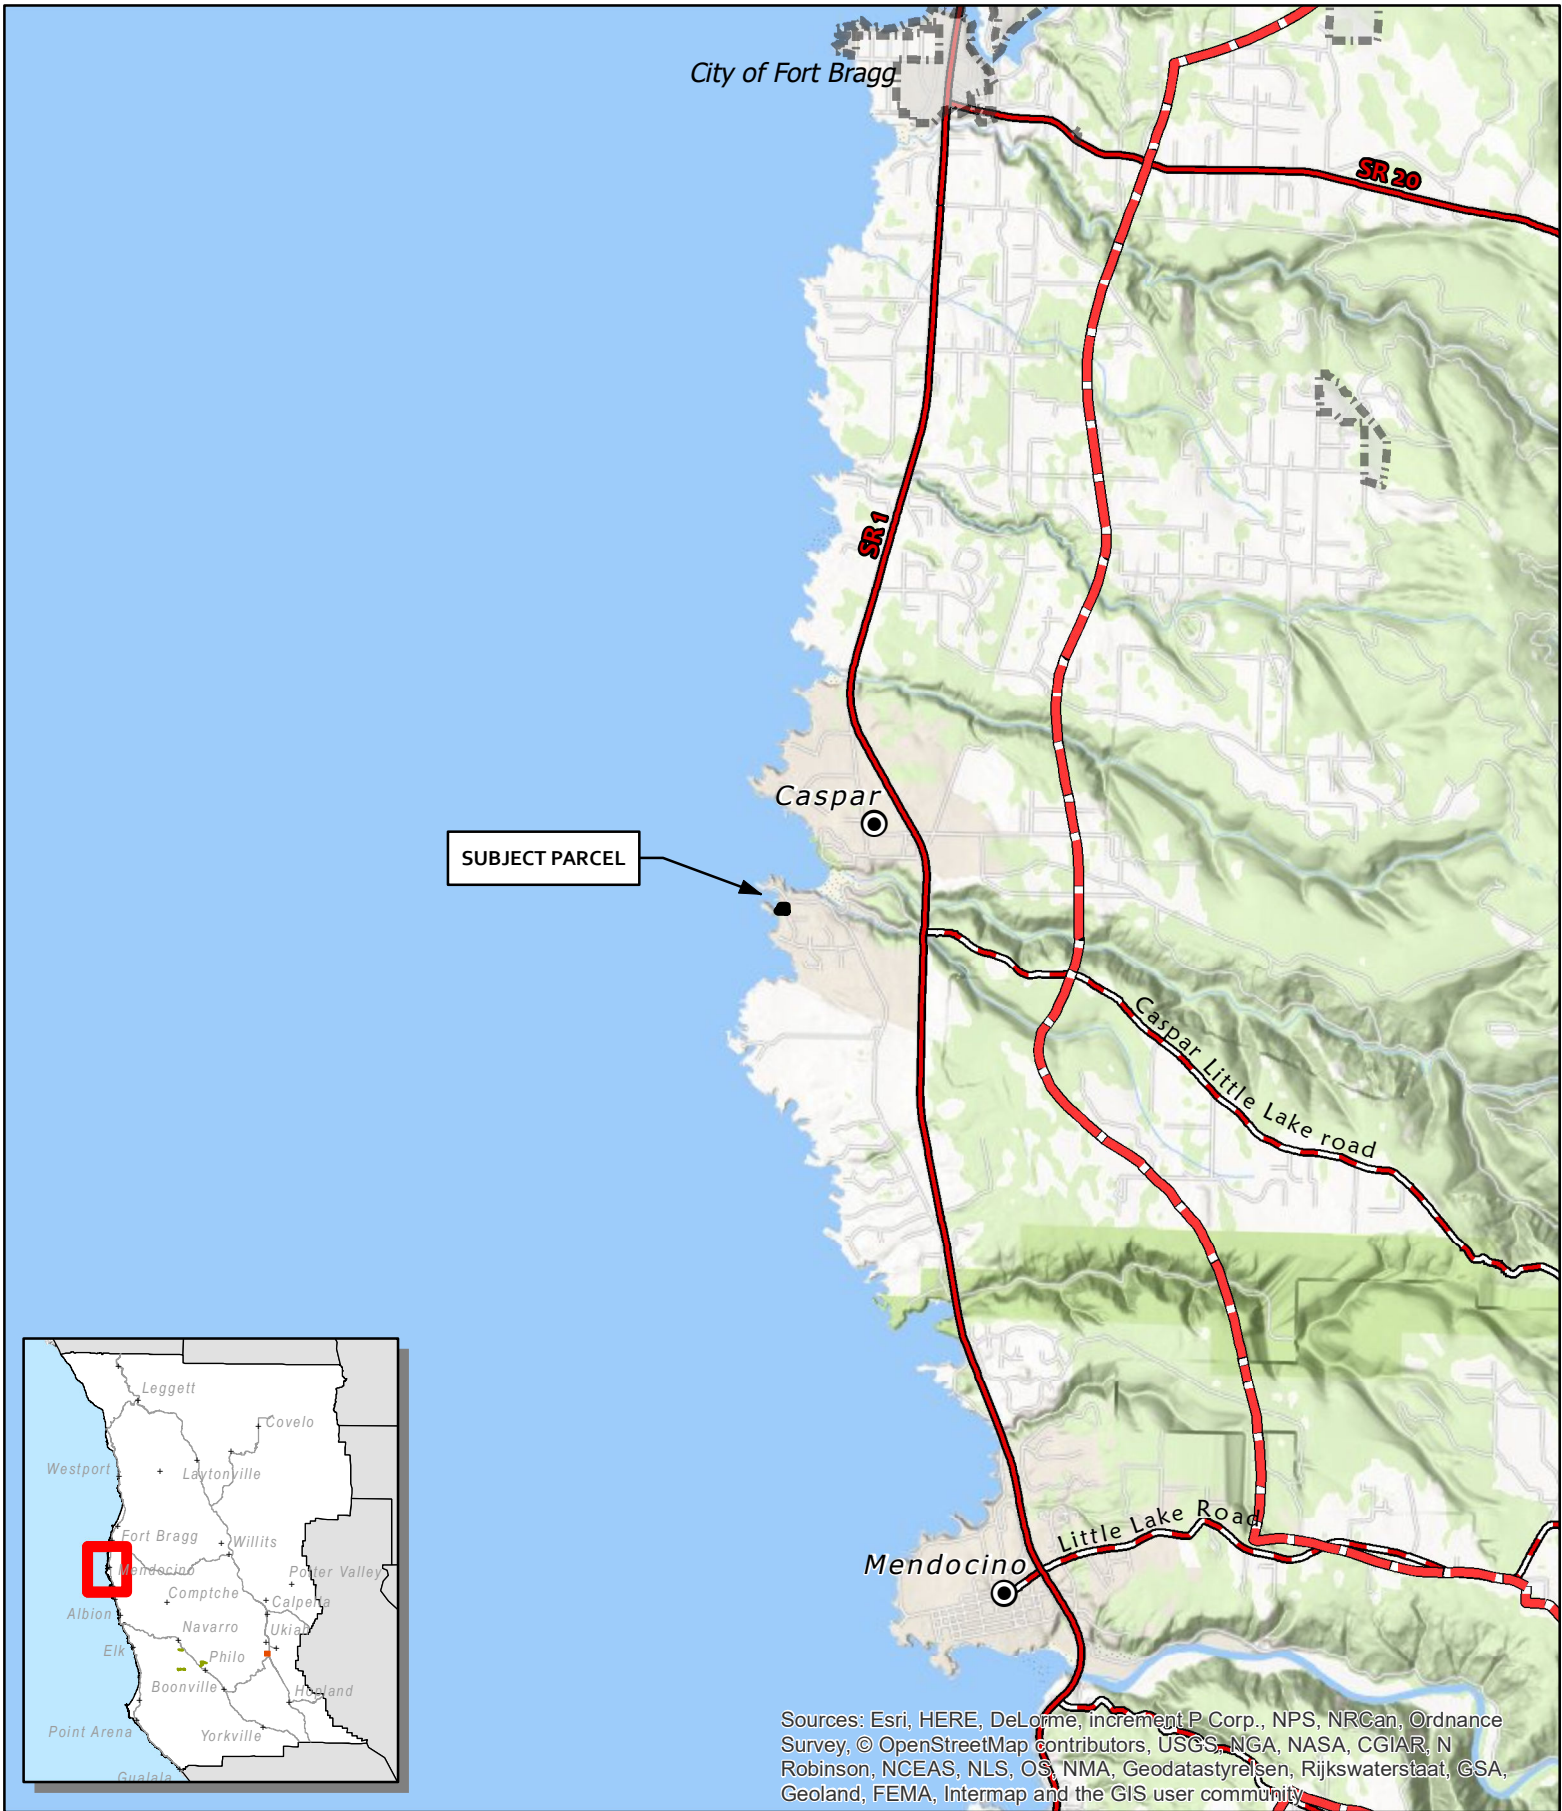 City of Fort Bragg
SR 20
SR 1
Caspar
SUBJECT PARCEL
Caspar Little Lake road
Little Lake Road
Mendocino
Leggett
Covelo
Westport
Laytonville
Fort Bragg
Willits
Mendocino
Potter Valley
Comptche
Calpella
Albion
Navarro
Ukiah
Elk
Philo
Boonville
Hopland
Point Arena
Yorkville
Gualala
Sources: Esri, HERE, DeLorme, increment P Corp., NPS, NRCan, Ordnance
Survey, © OpenStreetMap contributors, USGS, NGA, NASA, CGIAR, N
Robinson, NCEAS, NLS, OS, NMA, Geodatastyrelsen, Rijkswaterstaat, GSA,
Geoland, FEMA, Intermap and the GIS user community